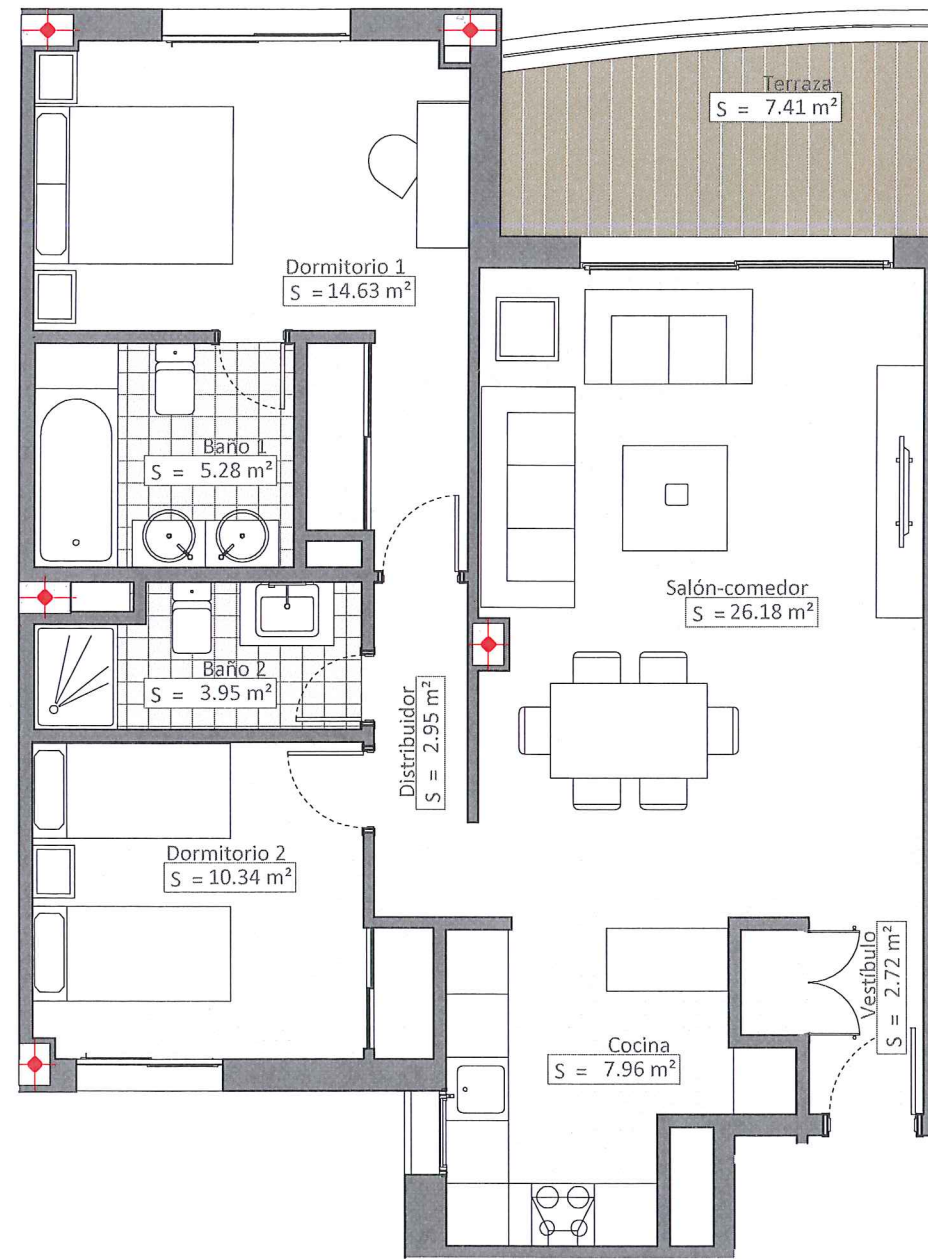 Terraza
S = 7.41 m²
Dormitorio 1
S = 14.63 m²
Baño 1
S = 5.28 m²
Salón-comedor
S = 26.18 m²
Baño 2
S = 3.95 m²
Distribuidor
S = 2.95 m²
Dormitorio 2
S = 10.34 m²
Vestíbulo
S = 2.72 m²
Cocina
S = 7.96 m²